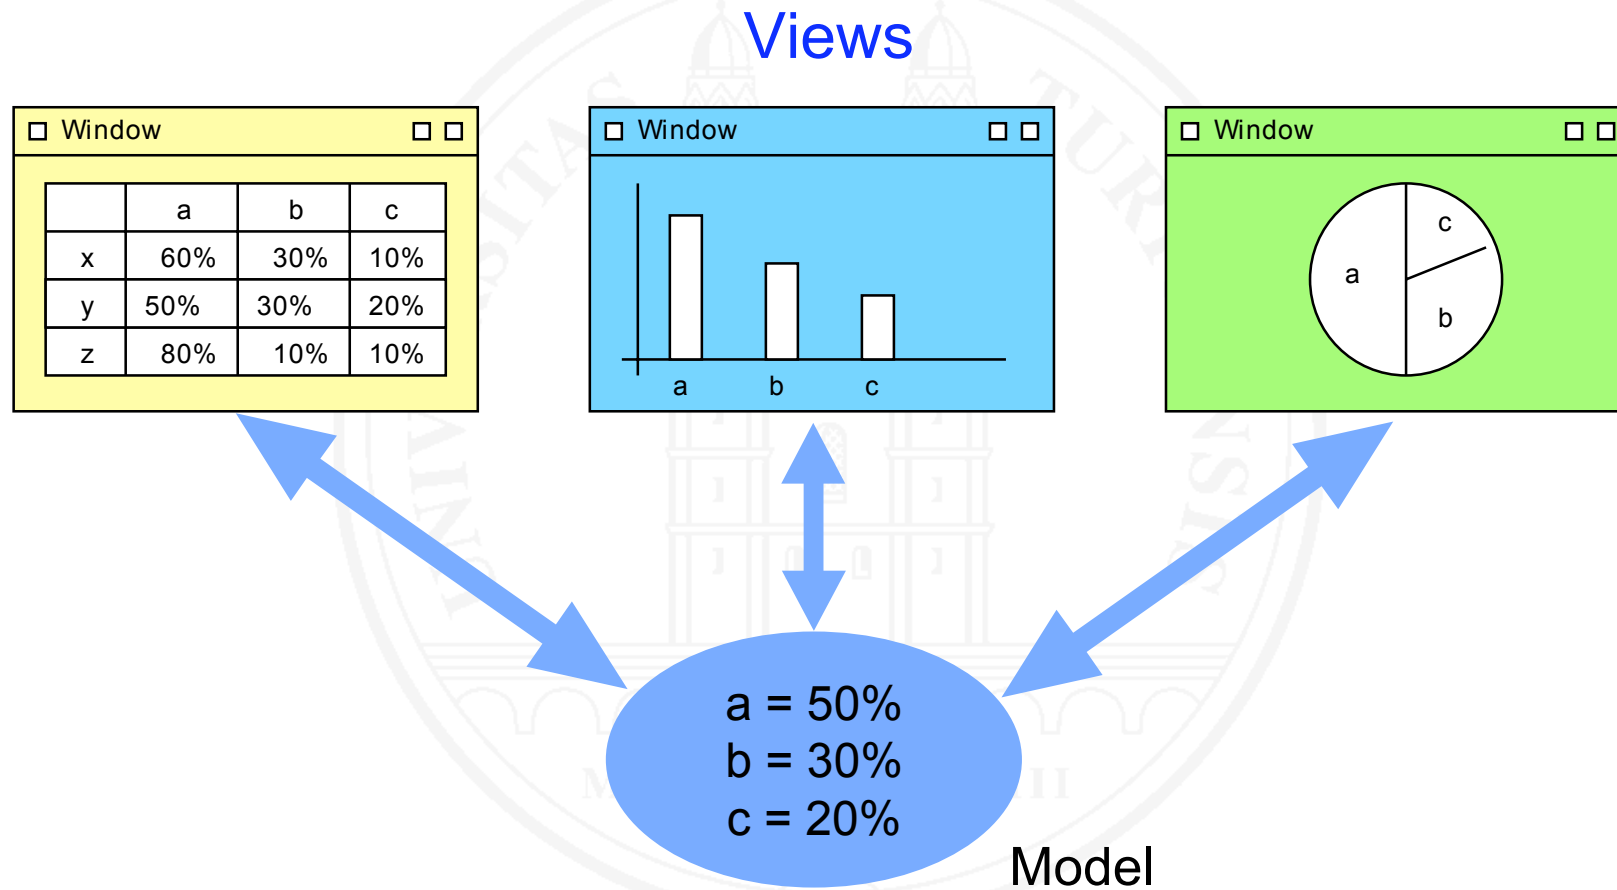 Views
Window
a b c
x 60% 30% 10%
y 50% 30% 20%
z 80% 10% 10%
Window
a b c
Window
a
c
b
a = 50%
b = 30%
c = 20%
Model